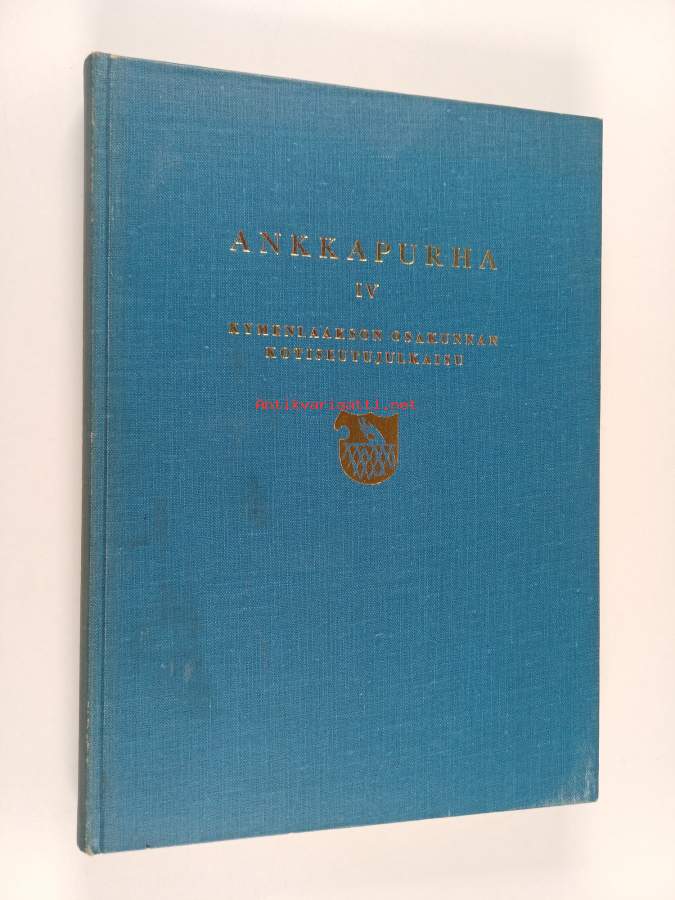 ANKKAPURHA
IV
KYMENLAAKSON OSAKUNNAN
KOTISEUTUJULKAISU
Antikvariaatti.net